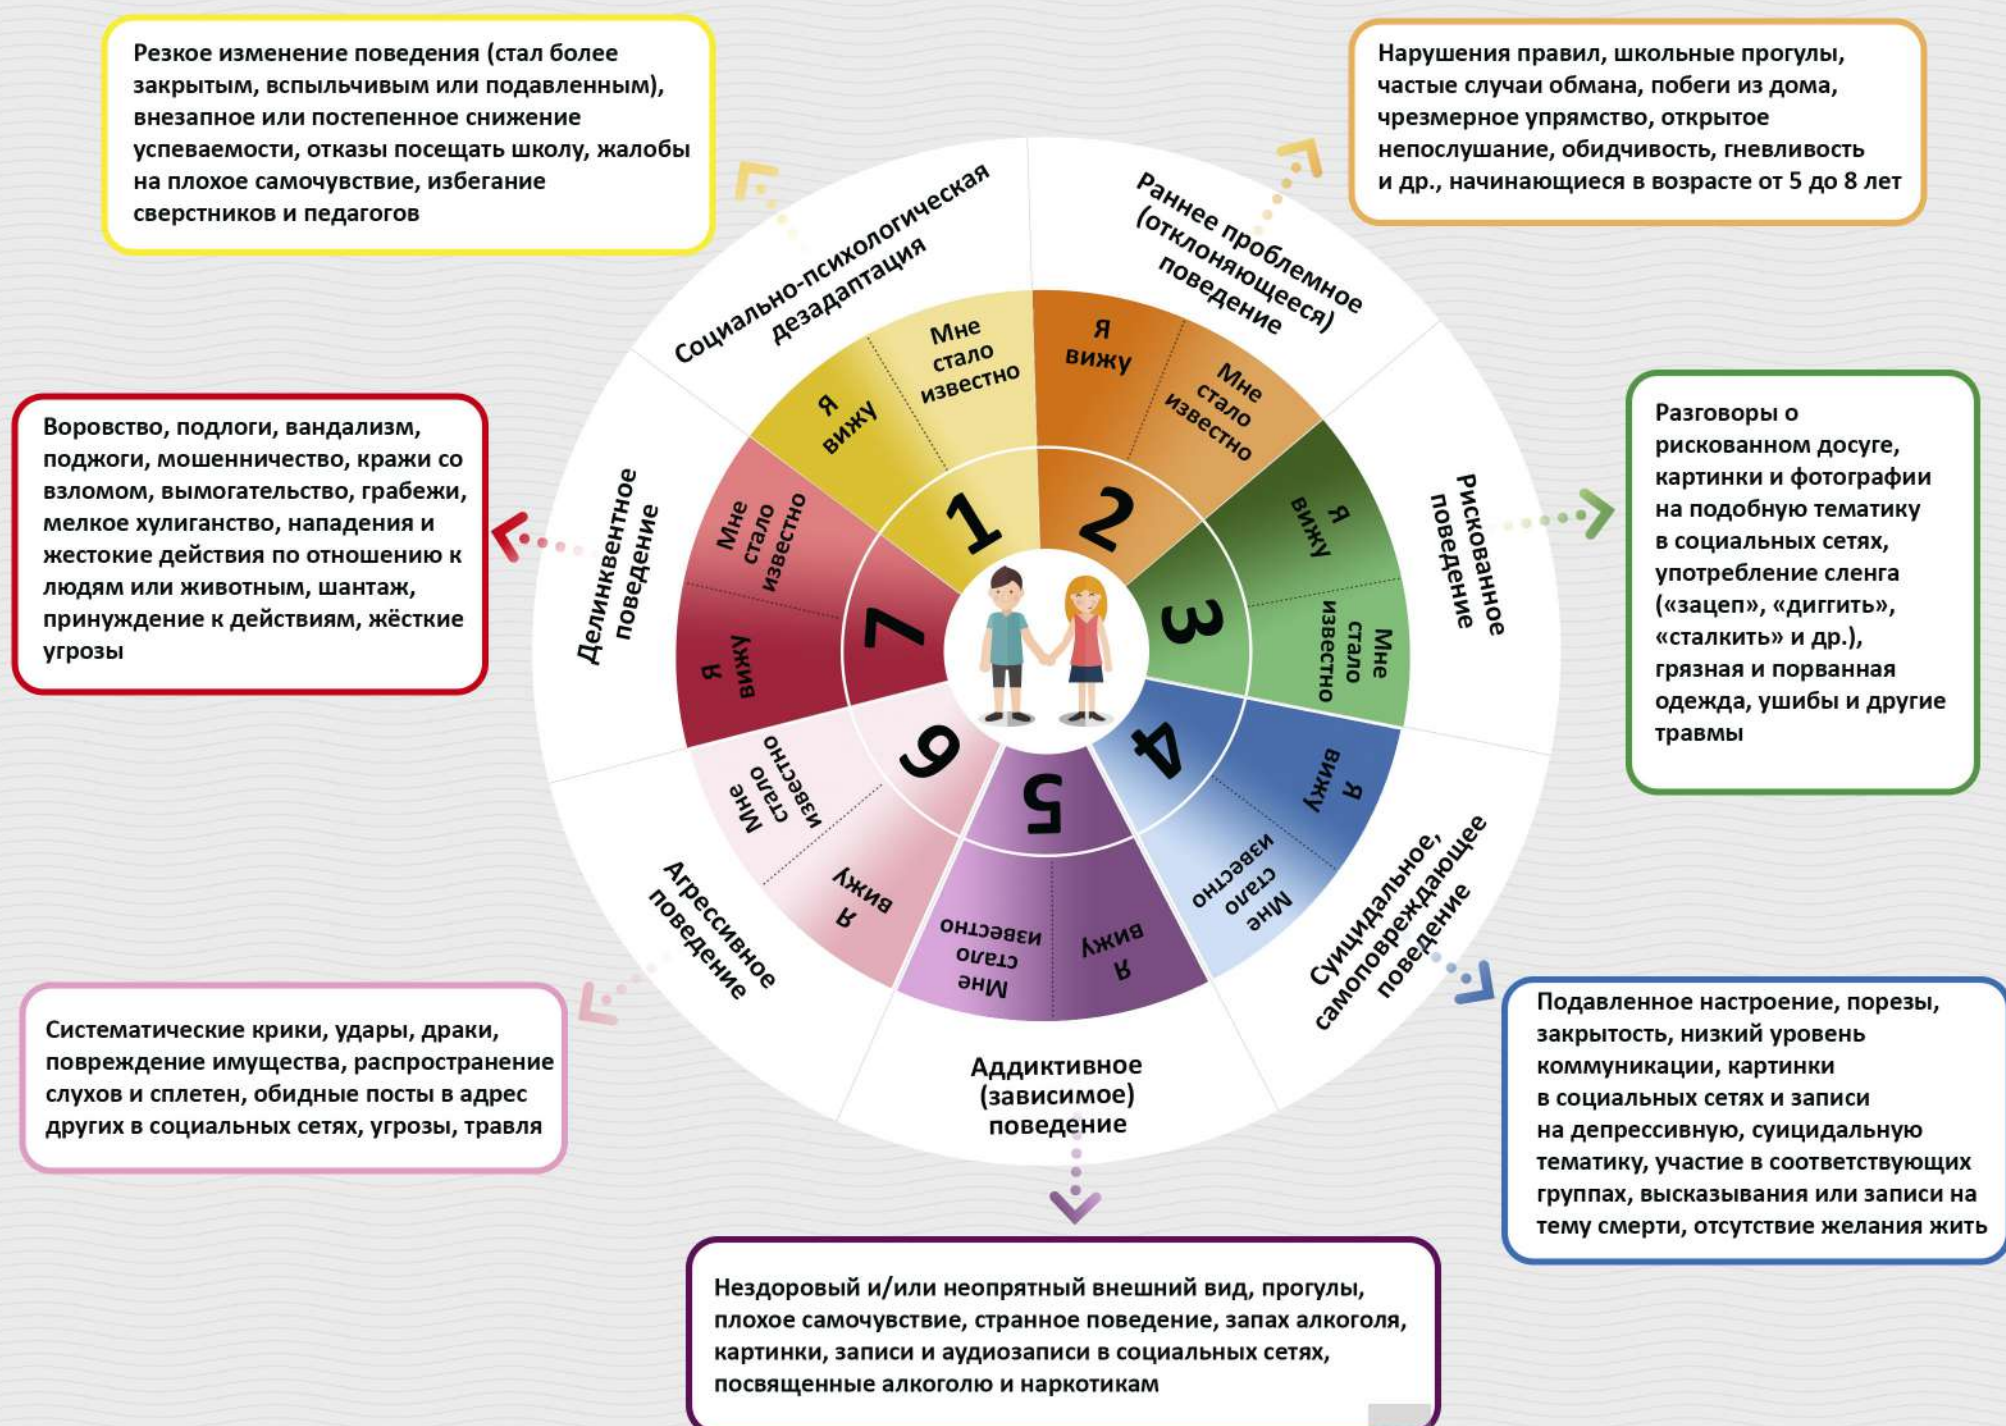 Резкое изменение поведения (стал более
закрытым, вспыльчивым или подавленным),
внезапное или постепенное снижение
успеваемости, отказы посещать школу, жалобы
на плохое самочувствие, избегание
сверстников и педагогов
Нарушения правил, школьные прогулы,
частые случаи обмана, побеги из дома,
чрезмерное упрямство, открытое
непослушание, обидчивость, гневливость
и др., начинающиеся в возрасте от 5 до 8 лет
Социально-психологическая
дезадаптация
Раннее проблемное
(отклоняющееся)
поведение
Рискованное
поведение
Суицидальное,
самоповреждающее
поведение
Аддиктивное
(зависимое)
поведение
Агрессивное
поведение
Делинквентное
поведение
Я
вижу
Мне
стало
известно
1
Я
вижу
Мне
стало
известно
2
Я
вижу
Мне
стало
известно
3
Я
вижу
Мне
стало
известно
4
Я
вижу
Мне
стало
известно
5
Я
вижу
Мне
стало
известно
6
Я
вижу
Мне
стало
известно
7
Разговоры о
рискованном досуге,
картинки и фотографии
на подобную тематику
в социальных сетях,
употребление сленга
(«зацеп», «диггить»,
«сталкить» и др.),
грязная и порванная
одежда, ушибы и другие
травмы
Воровство, подлоги, вандализм,
поджоги, мошенничество, кражи со
взломом, вымогательство, грабежи,
мелкое хулиганство, нападения и
жестокие действия по отношению к
людям или животным, шантаж,
принуждение к действиям, жёсткие
угрозы
Подавленное настроение, порезы,
закрытость, низкий уровень
коммуникации, картинки
в социальных сетях и записи
на депрессивную, суицидальную
тематику, участие в соответствующих
группах, высказывания или записи на
тему смерти, отсутствие желания жить
Систематические крики, удары, драки,
повреждение имущества, распространение
слухов и сплетен, обидные посты в адрес
других в социальных сетях, угрозы, травля
Нездоровый и/или неопрятный внешний вид, прогулы,
плохое самочувствие, странное поведение, запах алкоголя,
картинки, записи и аудиозаписи в социальных сетях,
посвященные алкоголю и наркотикам